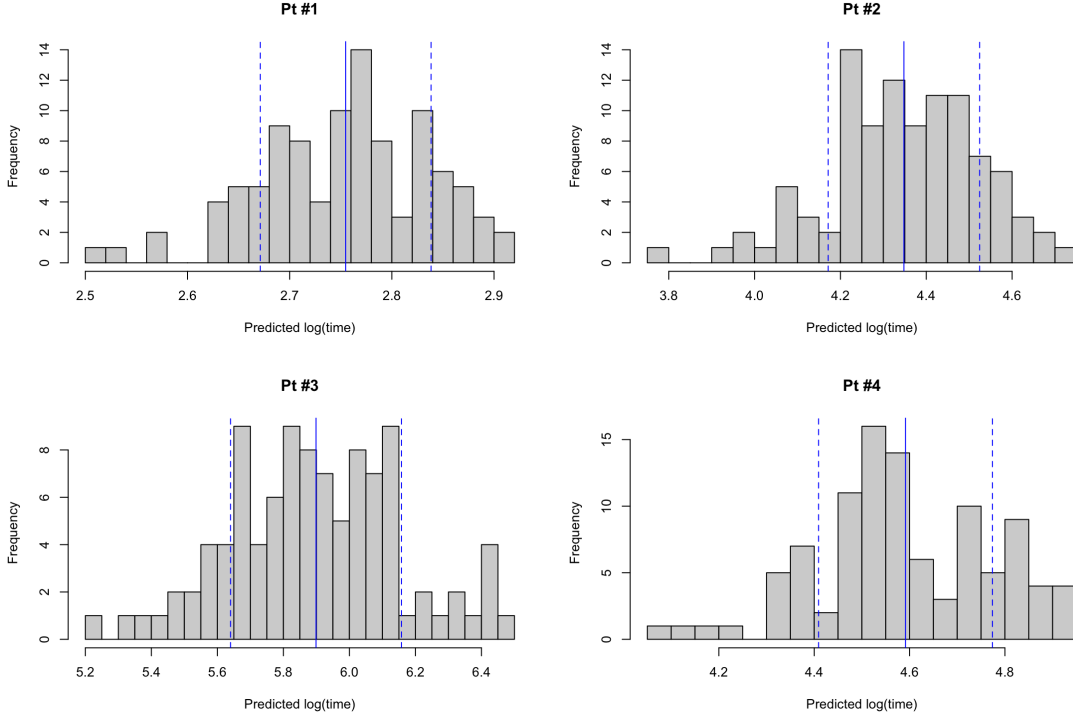 Pt #1
Frequency
0 2 4 6 8 10 12 14
2.5 2.6 2.7 2.8 2.9
Predicted log(time)
Pt #2
Frequency
0 2 4 6 8 10 12 14
3.8 4.0 4.2 4.4 4.6
Predicted log(time)
Pt #3
Frequency
0 2 4 6 8
5.2 5.4 5.6 5.8 6.0 6.2 6.4
Predicted log(time)
Pt #4
Frequency
0 5 10 15
4.2 4.4 4.6 4.8
Predicted log(time)